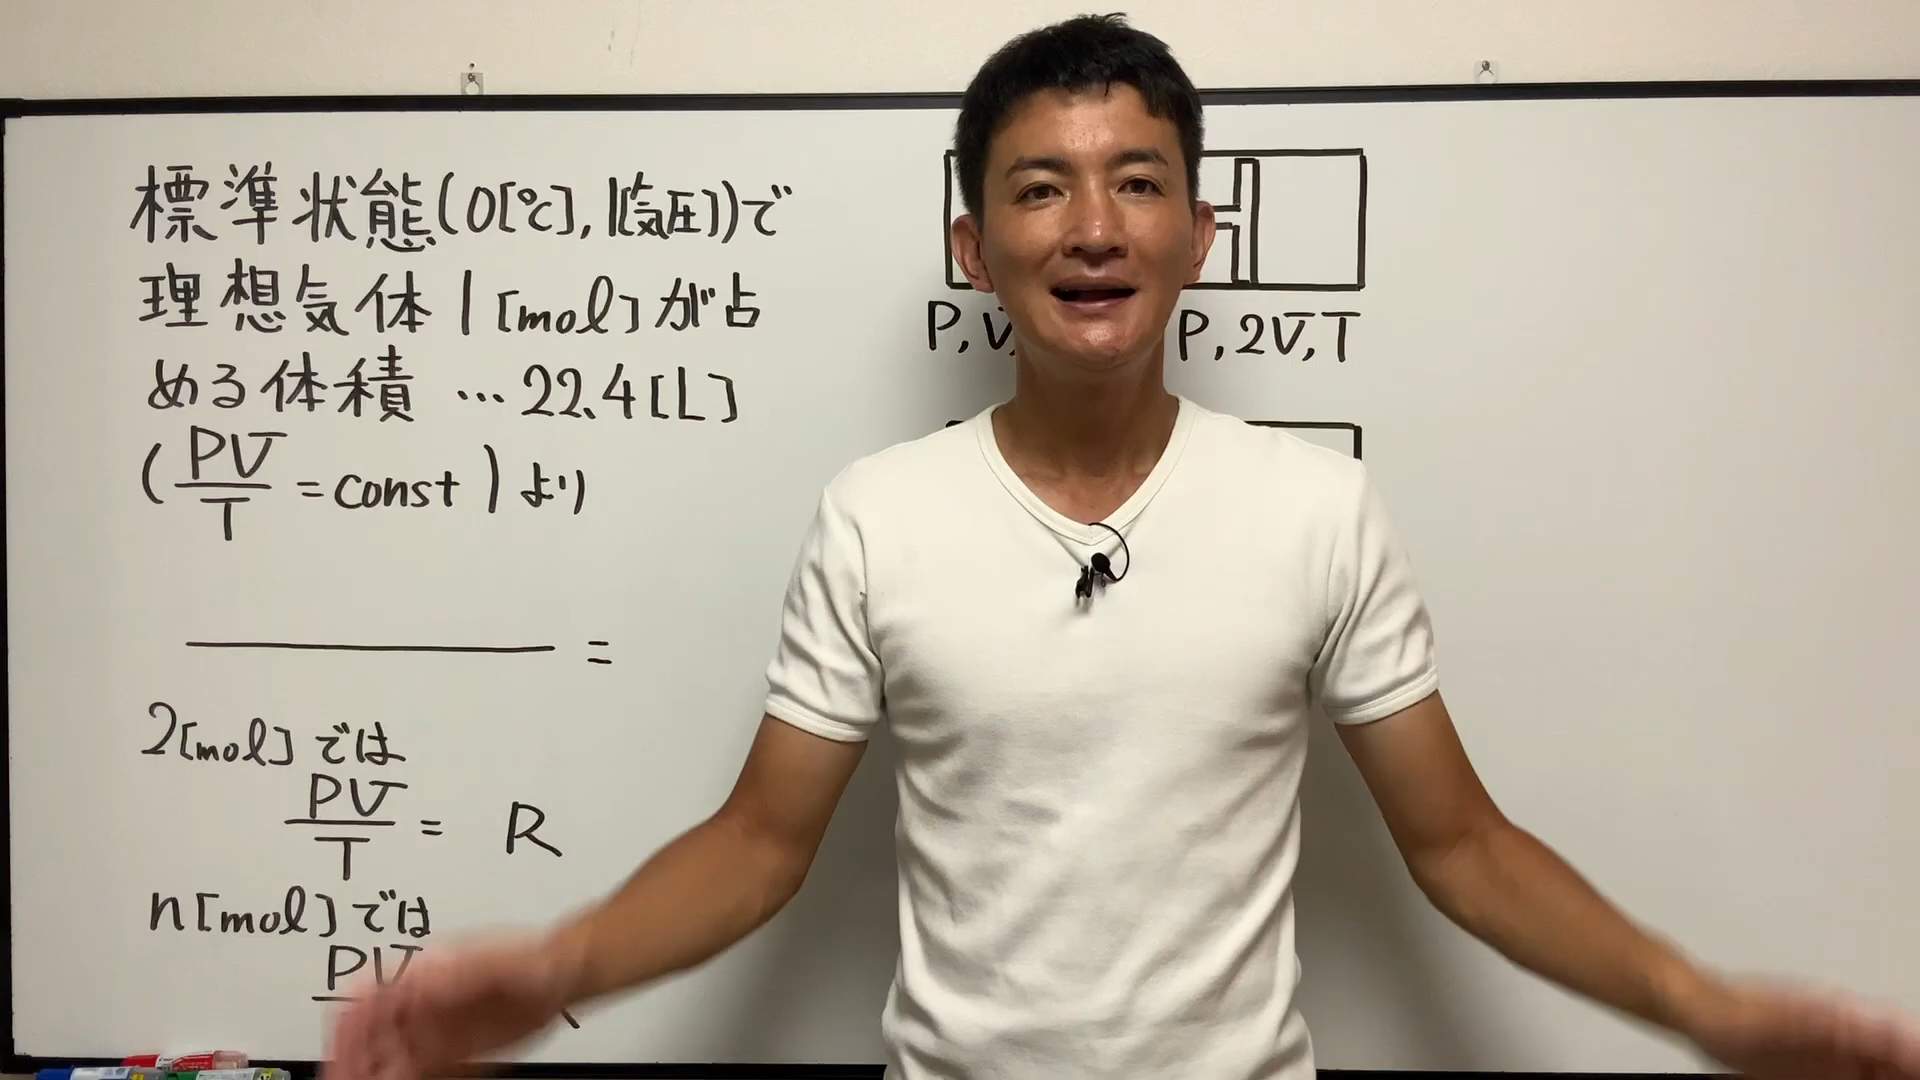 標準状態(0[℃],1[気圧])で
理想気体1[mol]が占
める体積 …22.4[L]
(PV/T = const)より
=
2[mol]では
PV/T = R
n[mol]では
PV
P,V,
P,2V,T